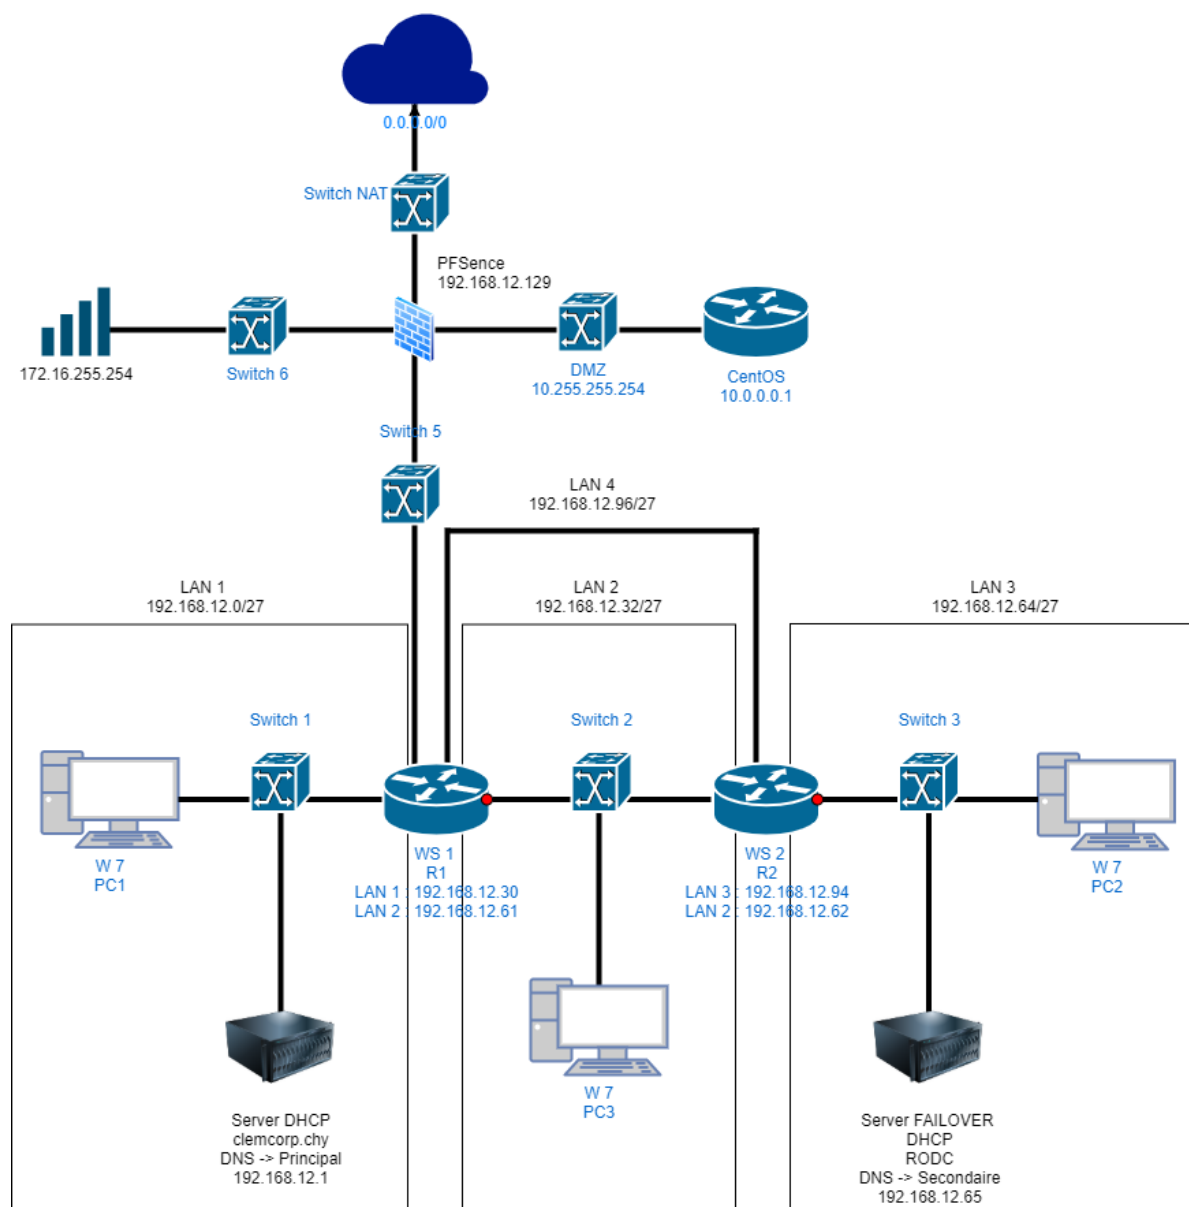 0.0.0.0/0
Switch NAT
PFSence
192.168.12.129
172.16.255.254
Switch 6
DMZ
10.255.255.254
CentOS
10.0.0.0.1
Switch 5
LAN 4
192.168.12.96/27
LAN 1
192.168.12.0/27
LAN 2
192.168.12.32/27
LAN 3
192.168.12.64/27
Switch 1
Switch 2
Switch 3
W 7
PC1
WS 1
R1
LAN 1 : 192.168.12.30
LAN 2 : 192.168.12.61
WS 2
R2
LAN 3 : 192.168.12.94
LAN 2 : 192.168.12.62
W 7
PC2
W 7
PC3
Server DHCP
clemcorp.chy
DNS -> Principal
192.168.12.1
Server FAILOVER
DHCP
RODC
DNS -> Secondaire
192.168.12.65